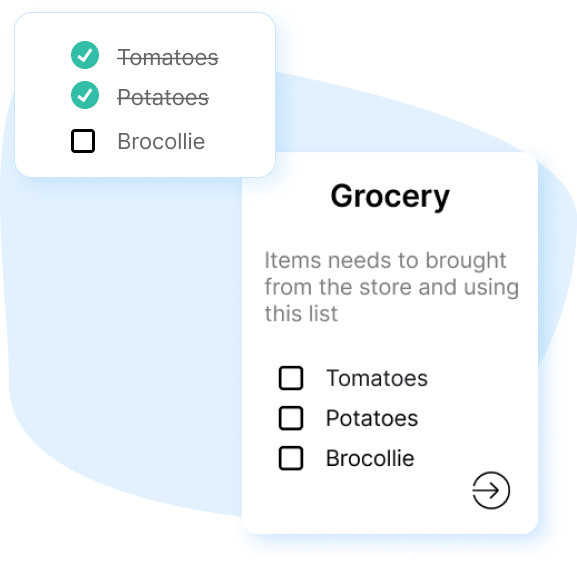 Tomatoes
Potatoes
Brocollie
Grocery
Items needs to brought
from the store and using
this list
Tomatoes
Potatoes
Brocollie